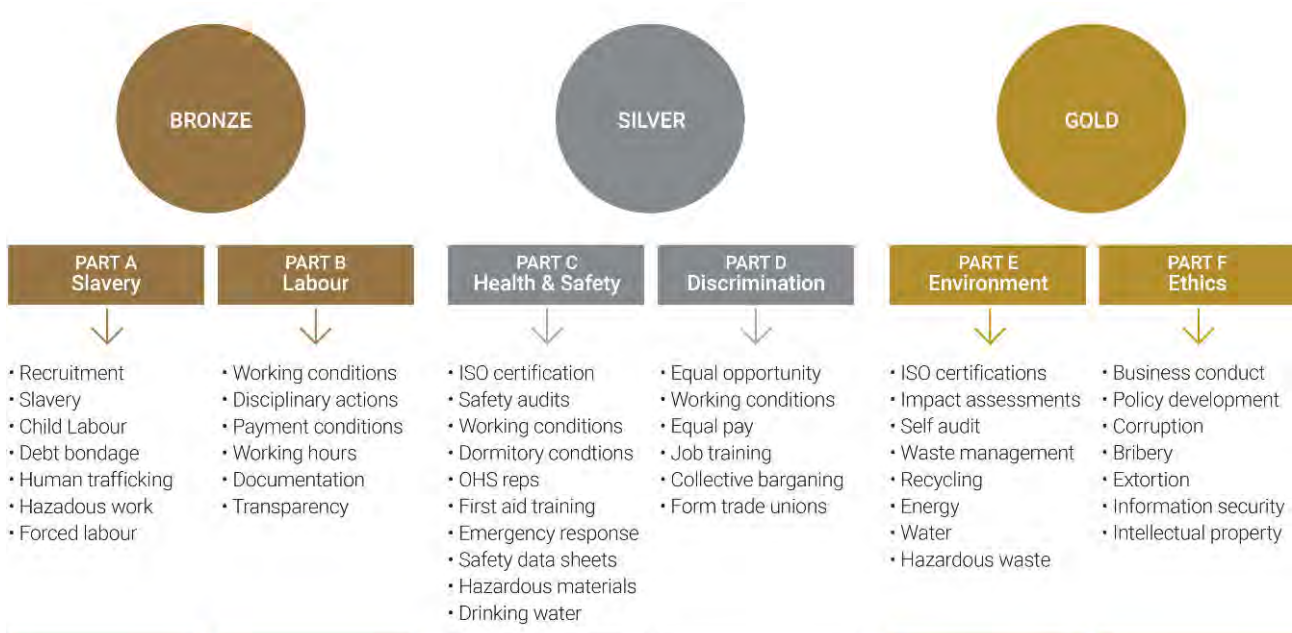 BRONZE
SILVER
GOLD
PART A
Slavery
PART B
Labour
PART C
Health & Safety
PART D
Discrimination
PART E
Environment
PART F
Ethics
• Recruitment
• Slavery
• Child Labour
• Debt bondage
• Human trafficking
• Hazadous work
• Forced labour
• Working conditions
• Disciplinary actions
• Payment conditions
• Working hours
• Documentation
• Transparency
• ISO certification
• Safety audits
• Working conditions
• Dormitory condtions
• OHS reps
• First aid training
• Emergency response
• Safety data sheets
• Hazardous materials
• Drinking water
• Equal opportunity
• Working conditions
• Equal pay
• Job training
• Collective barganing
• Form trade unions
• ISO certifications
• Impact assessments
• Self audit
• Waste management
• Recycling
• Energy
• Water
• Hazardous waste
• Business conduct
• Policy development
• Corruption
• Bribery
• Extortion
• Information security
• Intellectual property